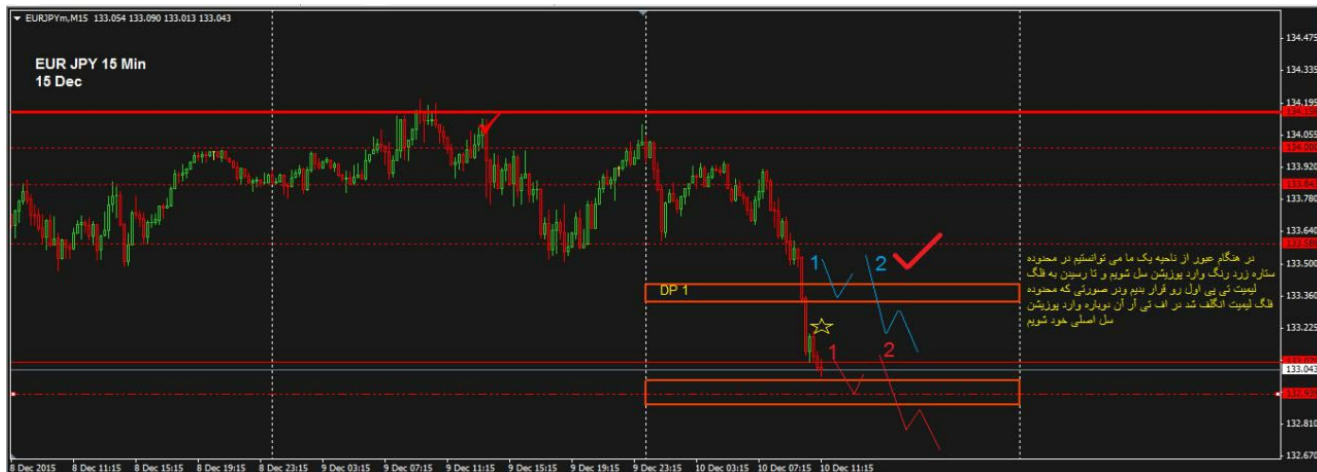 EURJPYm,M15 133.054 133.090 133.013 133.043
EUR JPY 15 Min
15 Dec
134.475
134.335
134.195
134.055
134.000
133.920
133.780
133.640
133.500
133.360
133.225
133.043
132.810
132.670
DP 1
1
2
1
2
در هنگام عبور از ناحیه یک ما می توانستیم در محدوده
ستاره زرد رنگ وارد پوزیشن سل شویم و تا رسیدن به فلگ
لیمیت تی پی اول رو قرار بدیم ودر صورتی که محدوده
فلگ لیمیت انگلف شد در اف تی آر آن دوباره وارد پوزیشن
سل اصلی خود شویم
8 Dec 2015
8 Dec 11:15
8 Dec 15:15
8 Dec 19:15
8 Dec 23:15
9 Dec 03:15
9 Dec 07:15
9 Dec 11:15
9 Dec 15:15
9 Dec 19:15
9 Dec 23:15
10 Dec 03:15
10 Dec 07:15
10 Dec 11:15